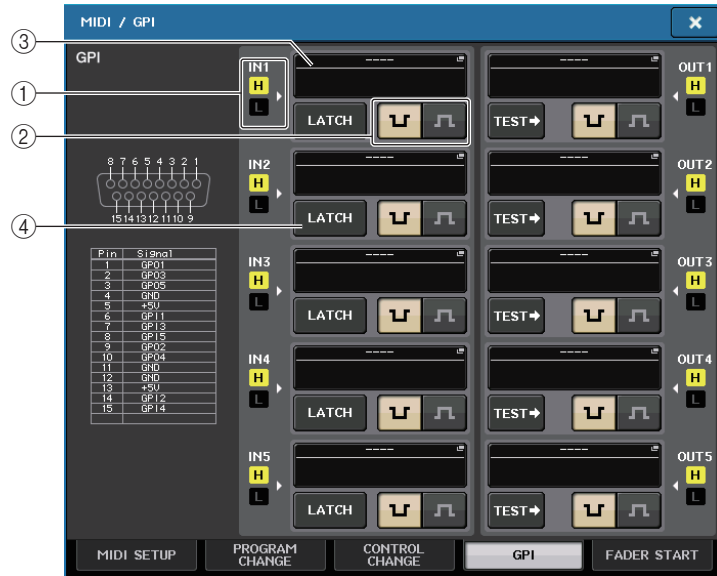 MIDI / GPI
×
GPI
③
①
②
④
8 7 6 5 4 3 2 1
15 14 13 12 11 10 9
Pin Signal
1 GPO1
2 GPO3
3 GPO5
4 GND
5 +5V
6 GPI1
7 GPI3
8 GPI5
9 GPO2
10 GPO4
11 GND
12 GND
13 +5V
14 GPI2
15 GPI4
IN1
H
L
----
LATCH
IN2
H
L
----
LATCH
IN3
H
L
----
LATCH
IN4
H
L
----
LATCH
IN5
H
L
----
LATCH
----
TEST
OUT1
H
L
----
TEST
OUT2
H
L
----
TEST
OUT3
H
L
----
TEST
OUT4
H
L
----
TEST
OUT5
H
L
MIDI SETUP
PROGRAM
CHANGE
CONTROL
CHANGE
GPI
FADER START